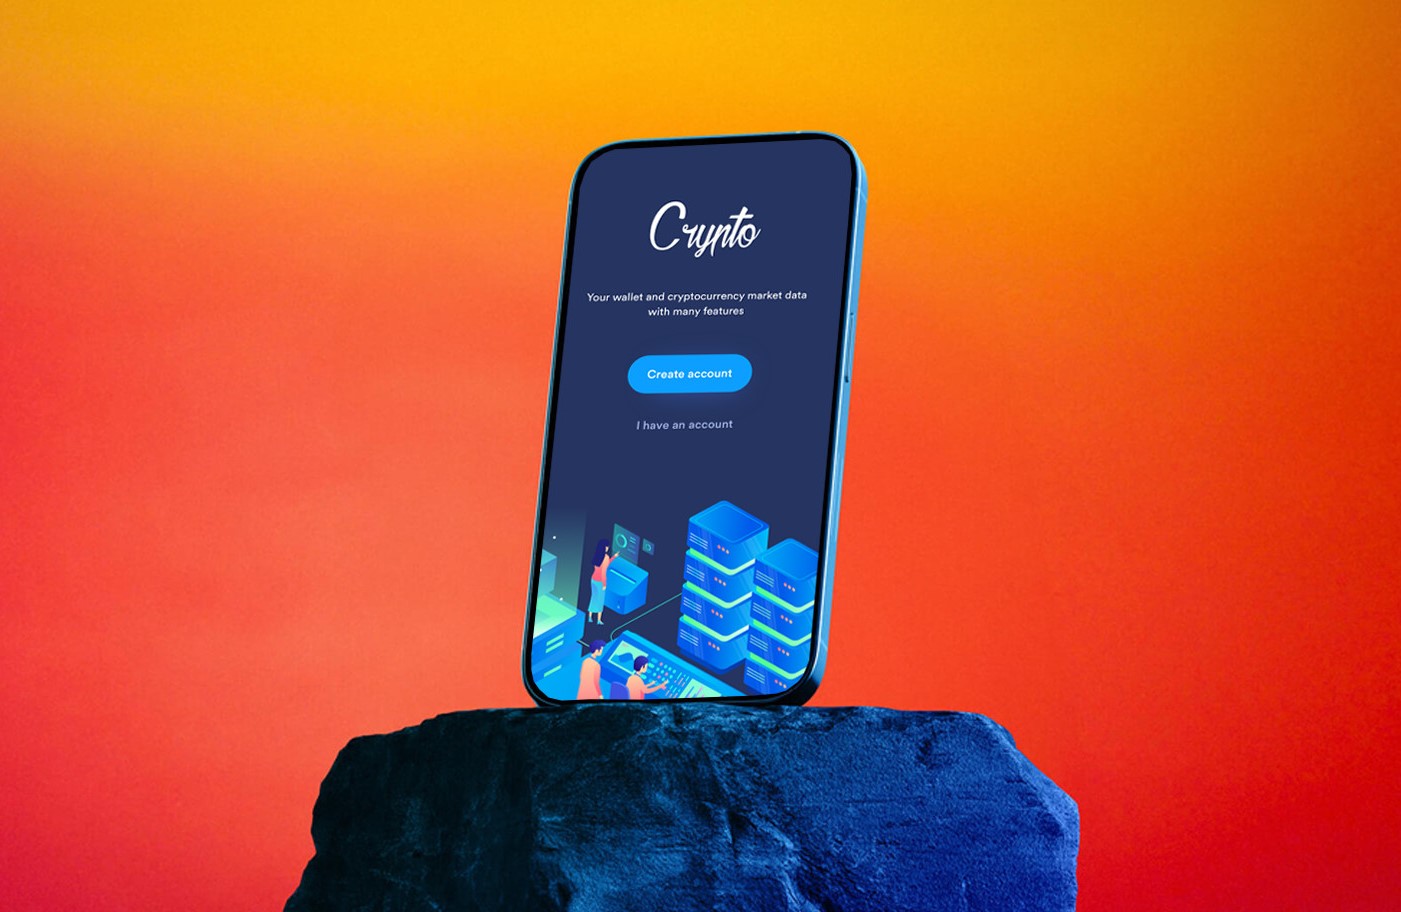 Crypto
Your wallet and cryptocurrency market data
with many features
Create account
I have an account